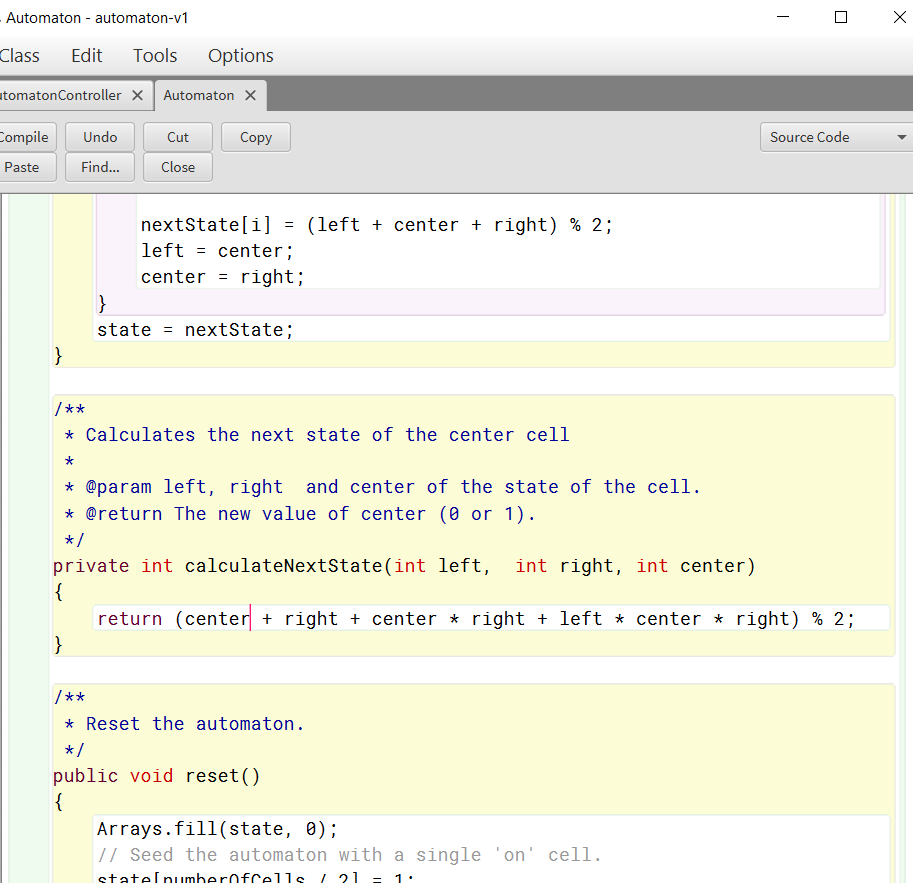 Automaton - automaton-v1
Class Edit Tools Options
utomatonController Automaton
Compile Undo Cut Copy Source Code
Paste Find... Close
nextState[i] = (left + center + right) % 2;
left = center;
center = right;
}
state = nextState;
}
/**
* Calculates the next state of the center cell
*
* @param left, right  and center of the state of the cell.
* @return The new value of center (0 or 1).
*/
private int calculateNextState(int left,  int right, int center)
{
return (center + right + center * right + left * center * right) % 2;
}
/**
* Reset the automaton.
*/
public void reset()
{
Arrays.fill(state, 0);
// Seed the automaton with a single 'on' cell.
state[numberOfCells / 2] = 1;